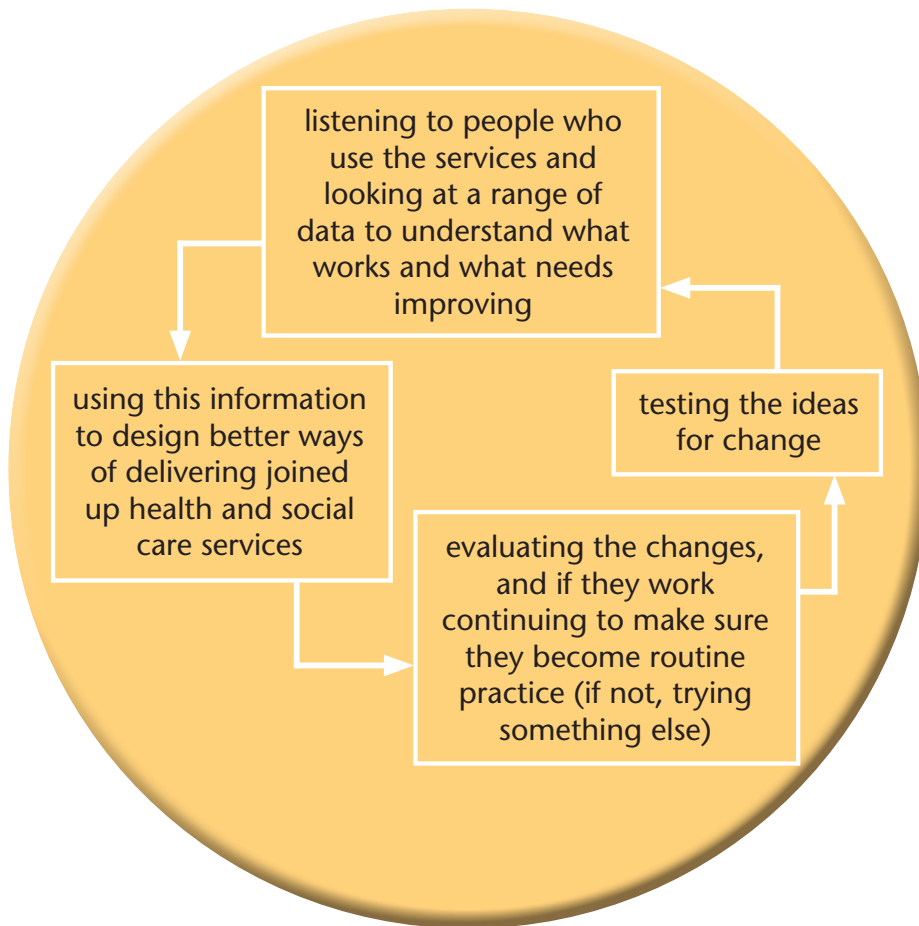 listening to people who
use the services and
looking at a range of
data to understand what
works and what needs
improving
using this information
to design better ways
of delivering joined
up health and social
care services
evaluating the changes,
and if they work
continuing to make sure
they become routine
practice (if not, trying
something else)
testing the ideas
for change